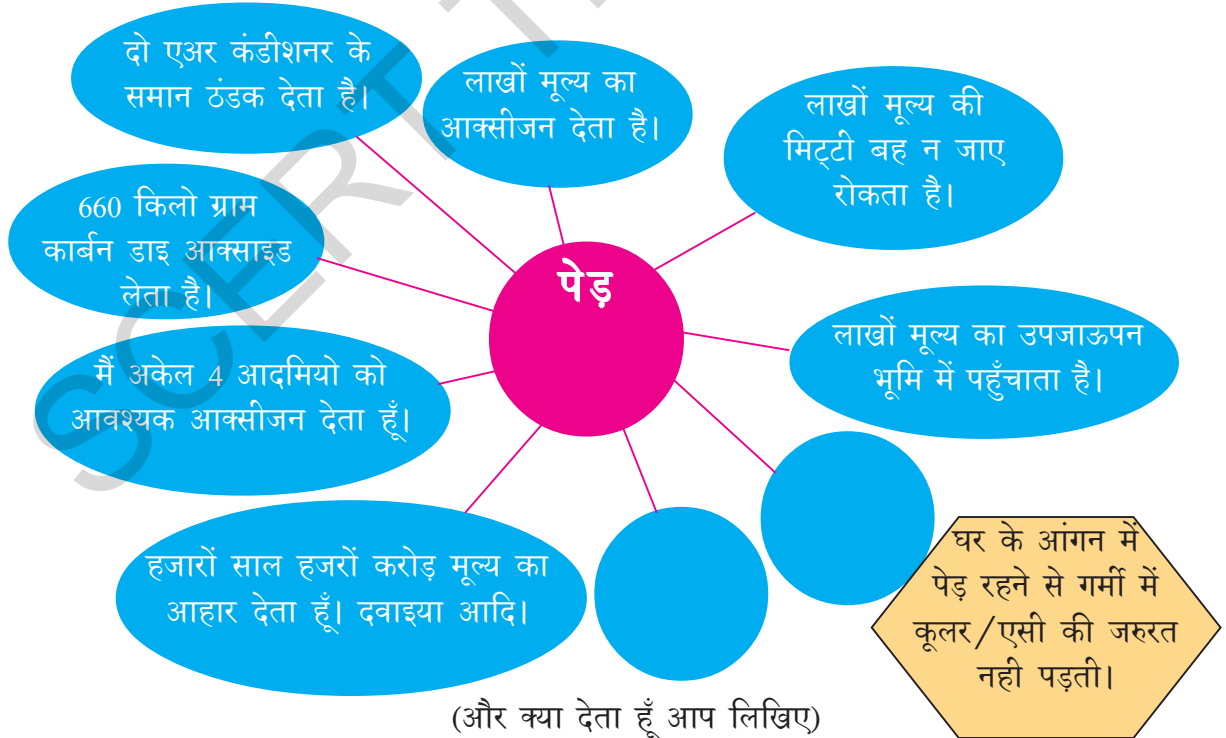 दो एअर कंडीशनर के
समान ठंडक देता है।
लाखों मूल्य का
आक्सीजन देता है।
लाखों मूल्य की
मिट्टी बह न जाए
रोकता है।
660 किलो ग्राम
कार्बन डाइ आक्साइड
लेता है।
पेड़
लाखों मूल्य का उपजाऊपन
भूमि में पहुँचाता है।
मैं अकेल 4 आदमियो को
आवश्यक आक्सीजन देता हूँ।
हजारों साल हजरों करोड़ मूल्य का
आहार देता हूँ। दवाइया आदि।
घर के आंगन में
पेड़ रहने से गर्मी में
कूलर/एसी की जरुरत
नही पड़ती।
(और क्या देता हूँ आप लिखिए)
SCERT T